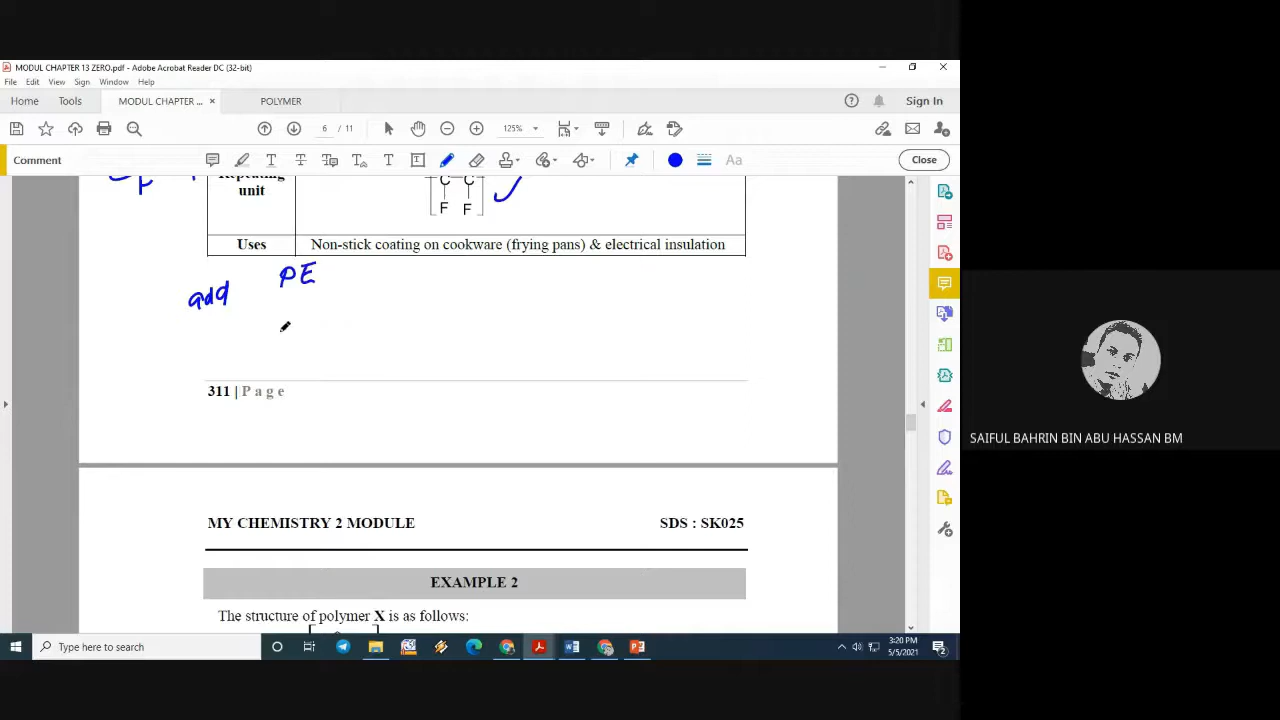 MODUL CHAPTER 13 ZERO.pdf - Adobe Acrobat Reader DC (32-bit)
File Edit View Sign Window Help
Home Tools MODUL CHAPTER ... × POLYMER Sign In
6 / 11 125%
Comment Close
unit
C C
F F
F
Uses Non-stick coating on cookware (frying pans) & electrical insulation
PE
add
311 | Page
MY CHEMISTRY 2 MODULE SDS : SK025
EXAMPLE 2
The structure of polymer X is as follows:
SAIFUL BAHRIN BIN ABU HASSAN BM
Type here to search
3:20 PM
5/5/2021
2